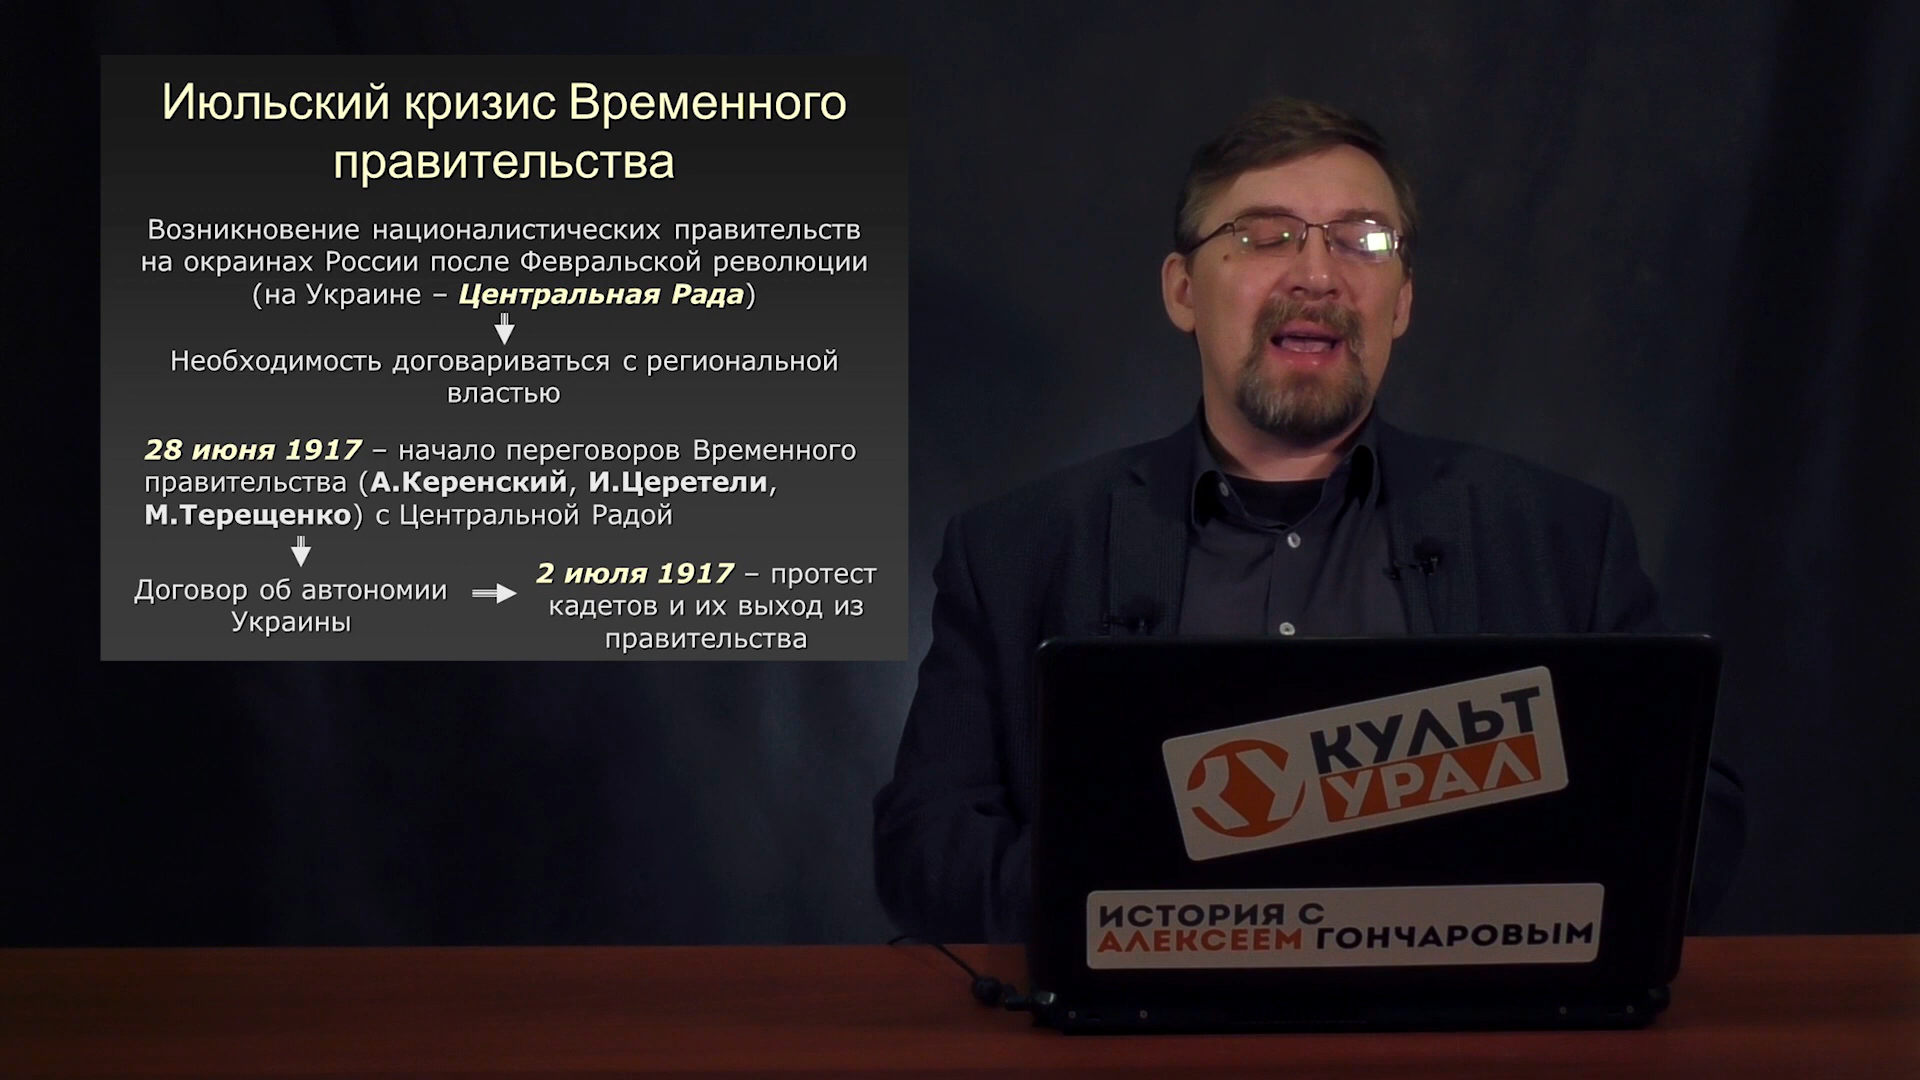 Июльский кризис Временного
правительства
Возникновение националистических правительств
на окраинах России после Февральской революции
(на Украине – Центральная Рада)
Необходимость договариваться с региональной
властью
28 июня 1917 – начало переговоров Временного
правительства (А.Керенский, И.Церетели,
М.Терещенко) с Центральной Радой
Договор об автономии
Украины
2 июля 1917 – протест
кадетов и их выход из
правительства
КУ КУЛЬТ
УРАЛ
ИСТОРИЯ С
АЛЕКСЕЕМ ГОНЧАРОВЫМ